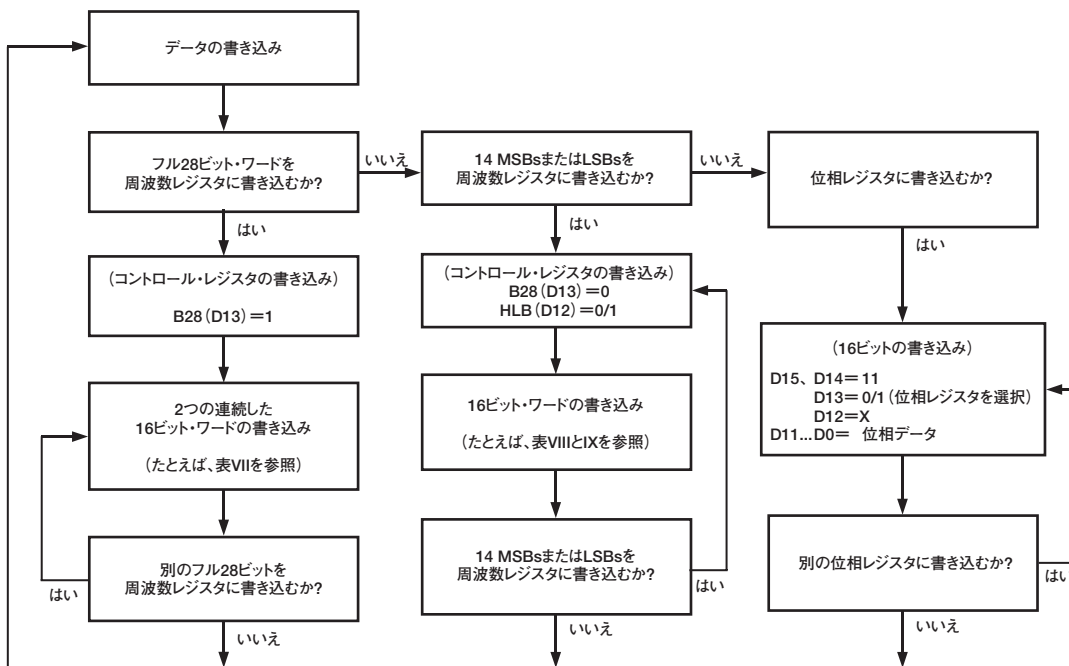 データの書き込み
フル28ビット・ワードを
周波数レジスタに書き込むか?
いいえ
はい
(コントロール・レジスタの書き込み)
B28(D13)=1
2つの連続した
16ビット・ワードの書き込み
(たとえば、表VIIを参照)
別のフル28ビットを
周波数レジスタに書き込むか?
はい
いいえ
14 MSBsまたはLSBsを
周波数レジスタに書き込むか?
いいえ
はい
(コントロール・レジスタの書き込み)
B28(D13)=0
HLB(D12)=0/1
16ビット・ワードの書き込み
(たとえば、表VIIIとIXを参照)
14 MSBsまたはLSBsを
周波数レジスタに書き込むか?
はい
いいえ
位相レジスタに書き込むか?
はい
(16ビットの書き込み)
D15、D14=11
D13=0/1(位相レジスタを選択)
D12=X
D11...D0= 位相データ
別の位相レジスタに書き込むか?
はい
いいえ